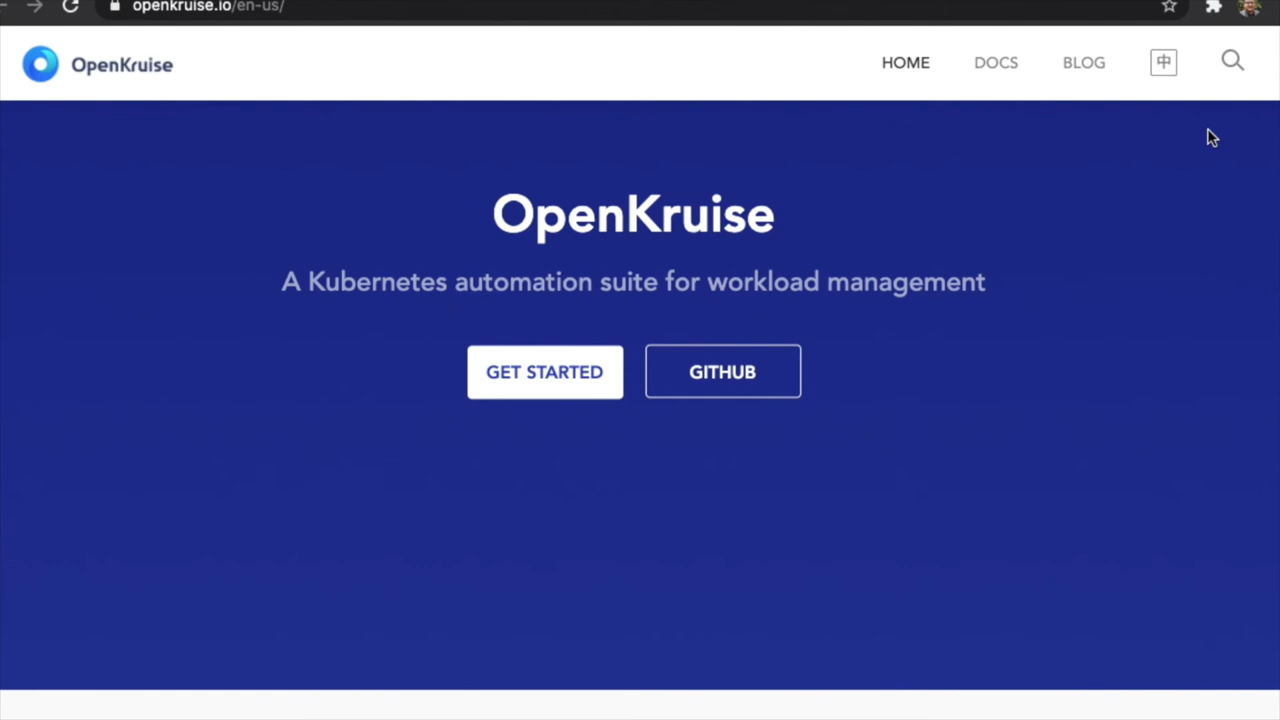 openkruise.io/en-us/
OpenKruise
HOME
DOCS
BLOG
中
OpenKruise
A Kubernetes automation suite for workload management
GET STARTED
GITHUB